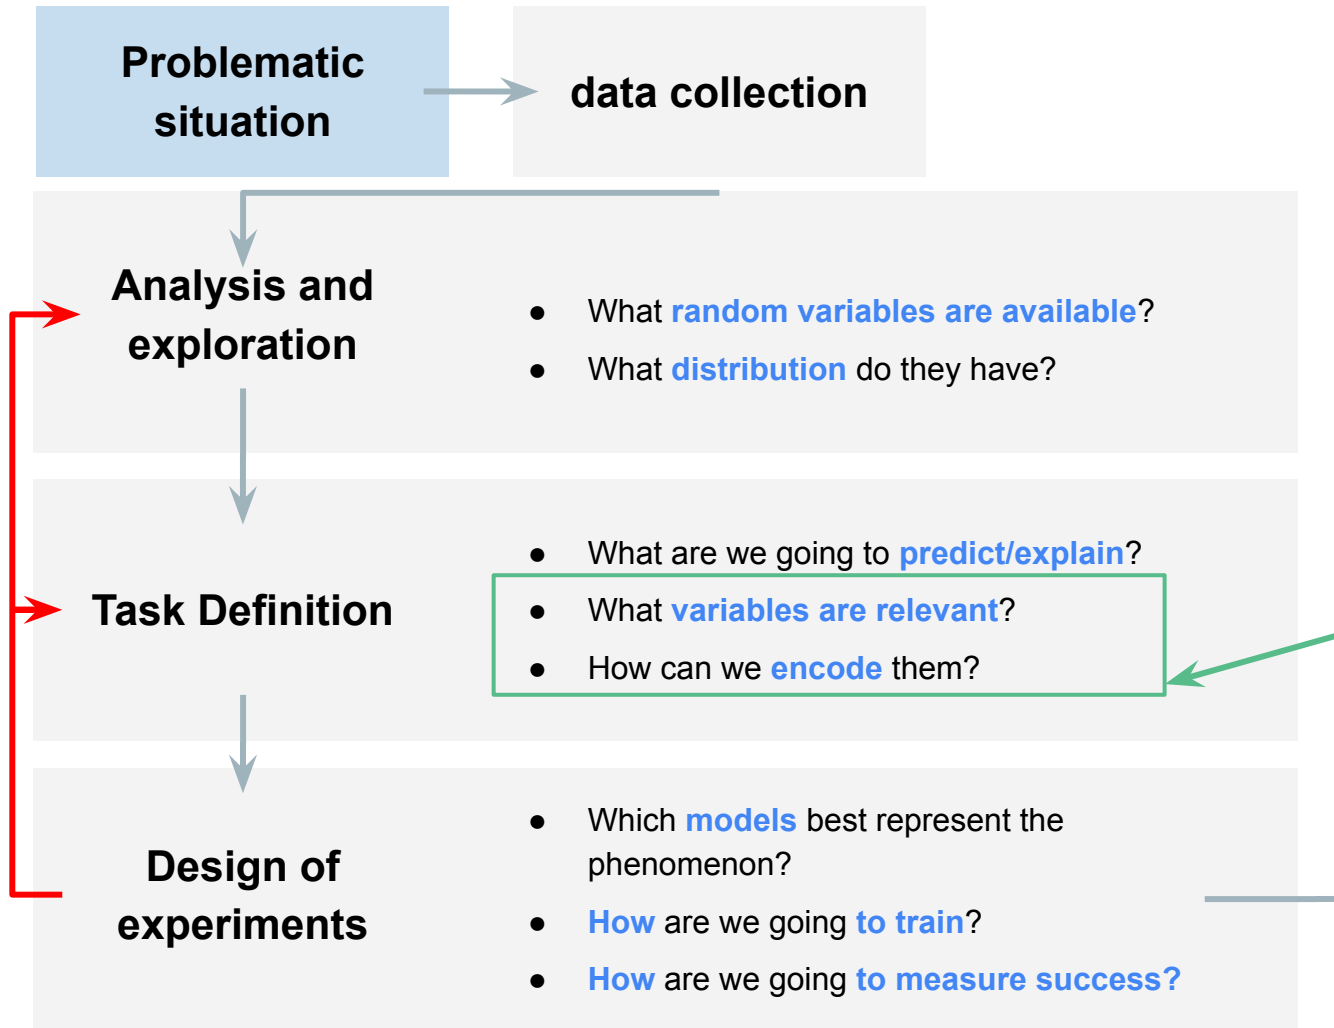 Problematic
situation
data collection
Analysis and
exploration
● What random variables are available?
● What distribution do they have?
Task Definition
● What are we going to predict/explain?
● What variables are relevant?
● How can we encode them?
Design of
experiments
● Which models best represent the
phenomenon?
● How are we going to train?
● How are we going to measure success?